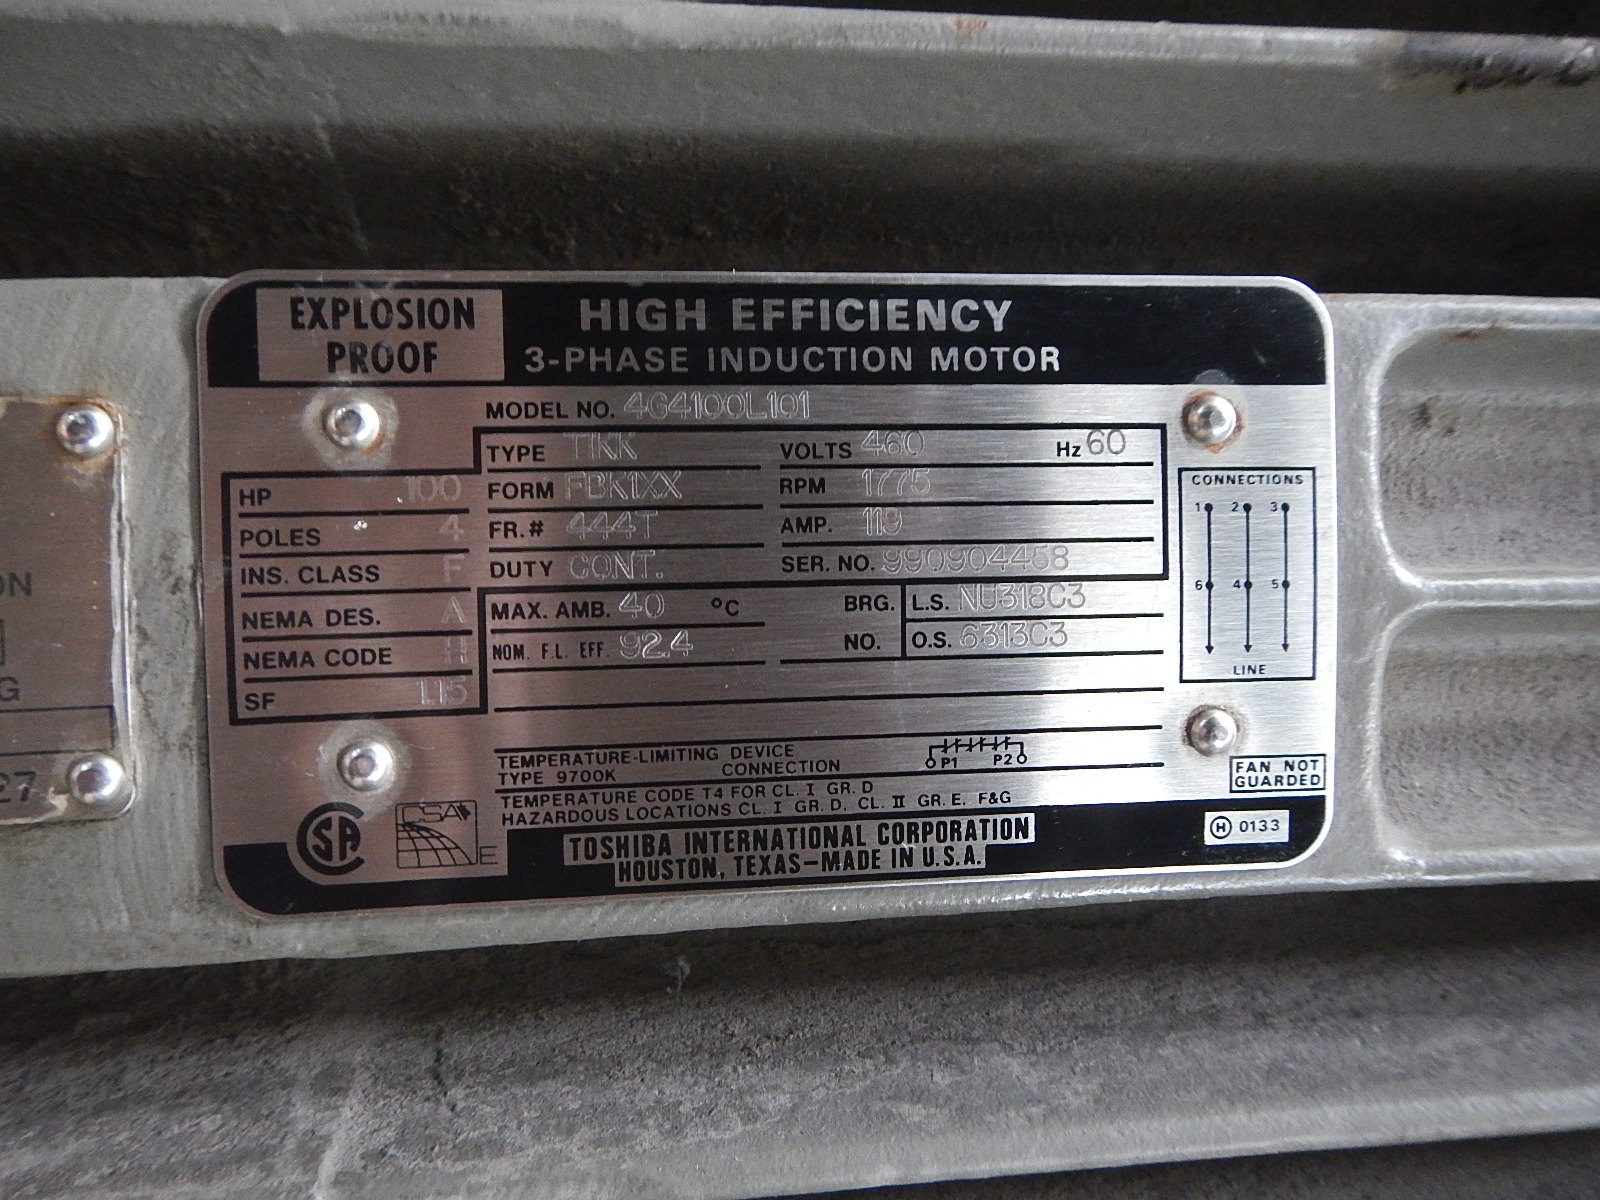 EXPLOSION PROOF
HIGH EFFICIENCY
3-PHASE INDUCTION MOTOR
MODEL NO. 4G4100L101
TYPE TIKK
VOLTS 460 Hz 60
HP 100
FORM FBK1XX
RPM 1775
POLES 4
FR.# 444T
AMP. 119
INS. CLASS F
DUTY CONT.
SER. NO. 990904458
NEMA DES. A
MAX. AMB. 40 °C
BRG. NO.
L.S. NU318C3
NEMA CODE
NOM. F.L. EFF. 92.4
O.S. 6313C3
SF 1.15
CONNECTIONS
1 2 3
6 4 5
LINE
TEMPERATURE-LIMITING DEVICE
TYPE 9700K CONNECTION
P1 P2
TEMPERATURE CODE T4 FOR CL. I GR. D
HAZARDOUS LOCATIONS CL. I GR. D. CL. II GR. E. F&G
FAN NOT
GUARDED
SA
CSA
E
TOSHIBA INTERNATIONAL CORPORATION
HOUSTON, TEXAS-MADE IN U.S.A.
H 0133
ON
G
27